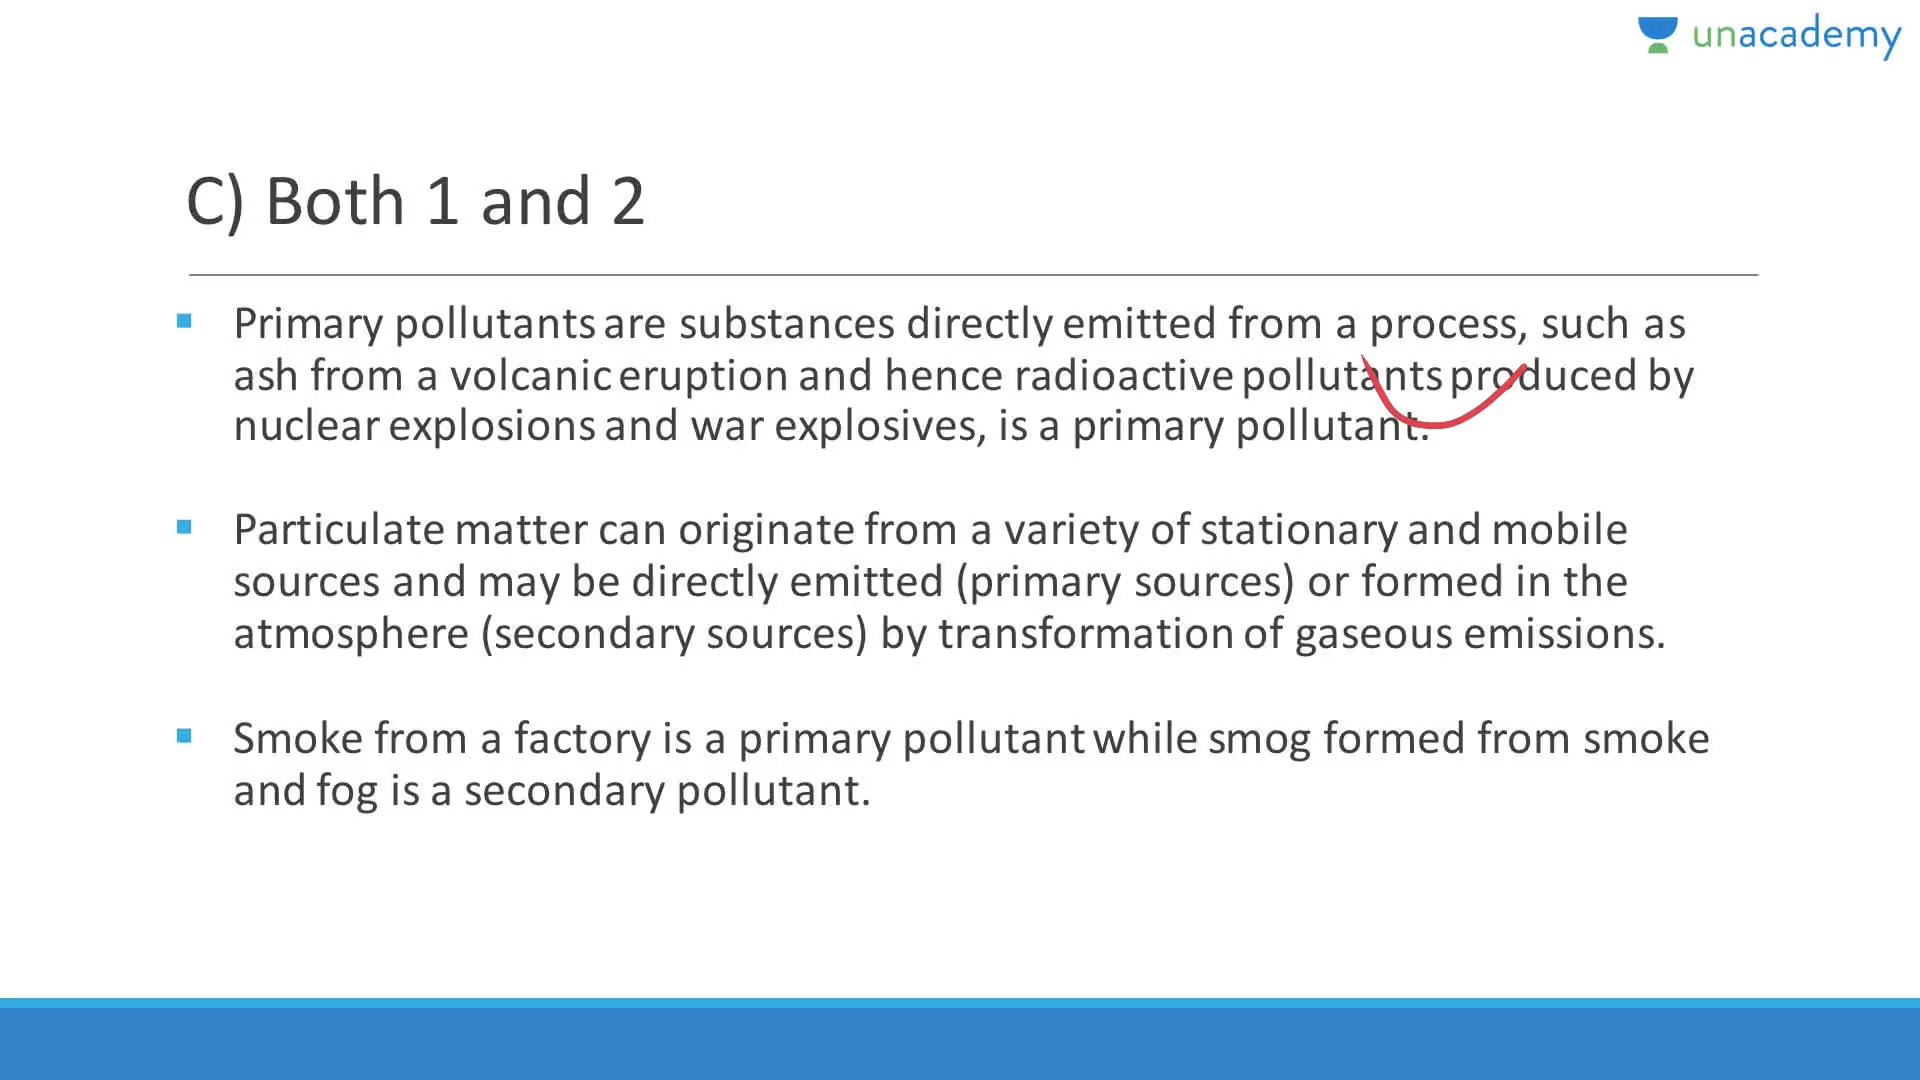 unacademy
C) Both 1 and 2
Primary pollutants are substances directly emitted from a process, such as
ash from a volcanic eruption and hence radioactive pollutants produced by
nuclear explosions and war explosives, is a primary pollutant.
Particulate matter can originate from a variety of stationary and mobile
sources and may be directly emitted (primary sources) or formed in the
atmosphere (secondary sources) by transformation of gaseous emissions.
Smoke from a factory is a primary pollutant while smog formed from smoke
and fog is a secondary pollutant.